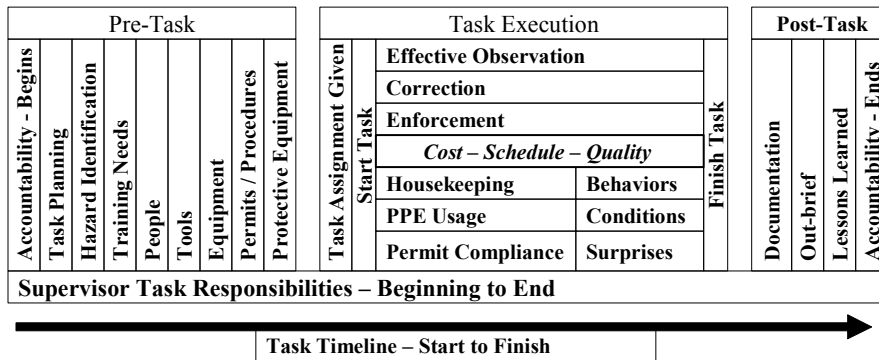 Pre-Task
Task Execution
Post-Task
Accountability - Begins
Task Planning
Hazard Identification
Training Needs
People
Tools
Equipment
Permits / Procedures
Protective Equipment
Task Assignment Given
Start Task
Effective Observation
Correction
Enforcement
Cost – Schedule – Quality
Housekeeping
Behaviors
PPE Usage
Conditions
Permit Compliance
Surprises
Finish Task
Documentation
Out-brief
Lessons Learned
Accountability - Ends
Supervisor Task Responsibilities – Beginning to End
Task Timeline – Start to Finish